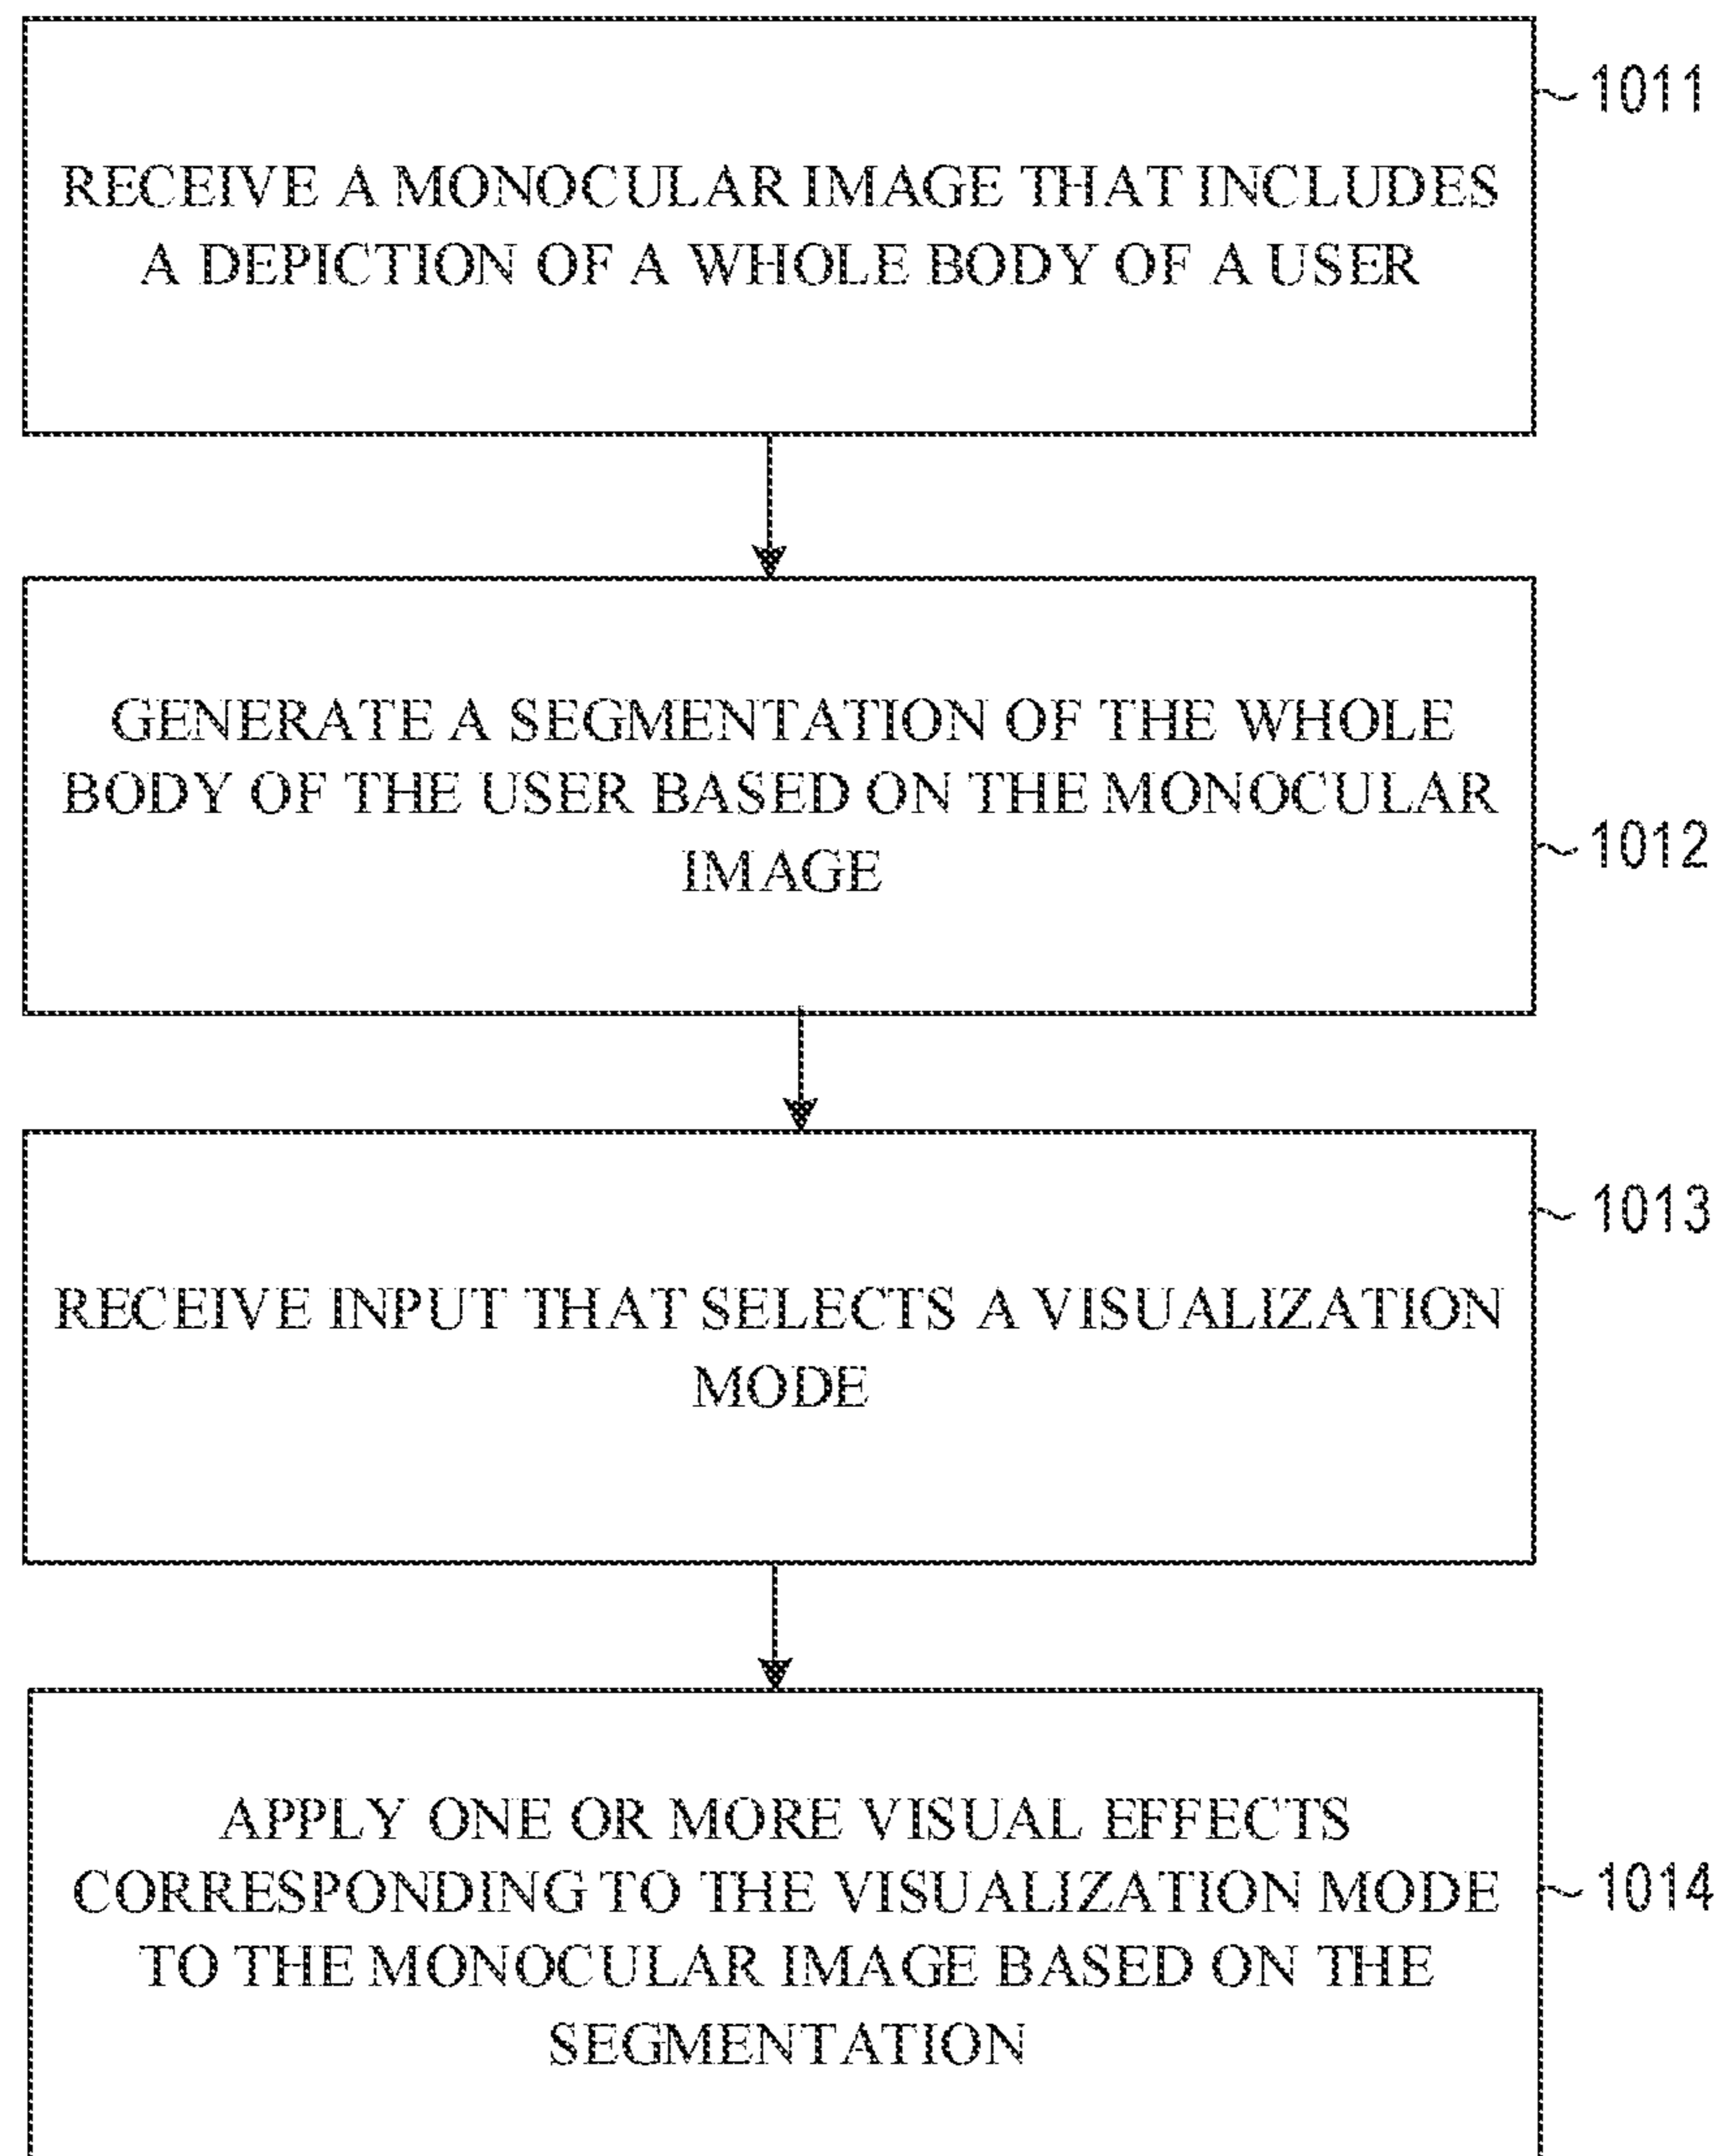 1011
RECEIVE A MONOCULAR IMAGE THAT INCLUDES
A DEPICTION OF A WHOLE BODY OF A USER
GENERATE A SEGMENTATION OF THE WHOLE
BODY OF THE USER BASED ON THE MONOCULAR
IMAGE
1012
1013
RECEIVE INPUT THAT SELECTS A VISUALIZATION
MODE
APPLY ONE OR MORE VISUAL EFFECTS
CORRESPONDING TO THE VISUALIZATION MODE
TO THE MONOCULAR IMAGE BASED ON THE
SEGMENTATION
1014